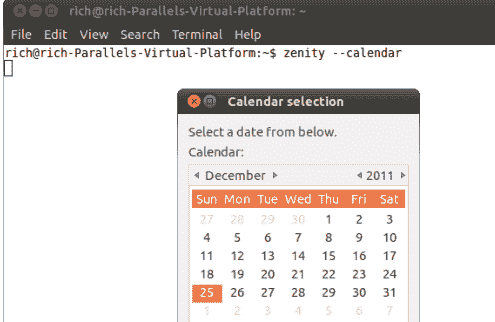 rich@rich-Parallels-Virtual-Platform: ~
File Edit View Search Terminal Help
rich@rich-Parallels-Virtual-Platform:~$ zenity --calendar
Calendar selection
Select a date from below.
Calendar:
December 2011
Sun Mon Tue Wed Thu Fri Sat
27 28 29 30 1 2 3
4 5 6 7 8 9 10
11 12 13 14 15 16 17
18 19 20 21 22 23 24
25 26 27 28 29 30 31
1 2 3 4 5 6 7